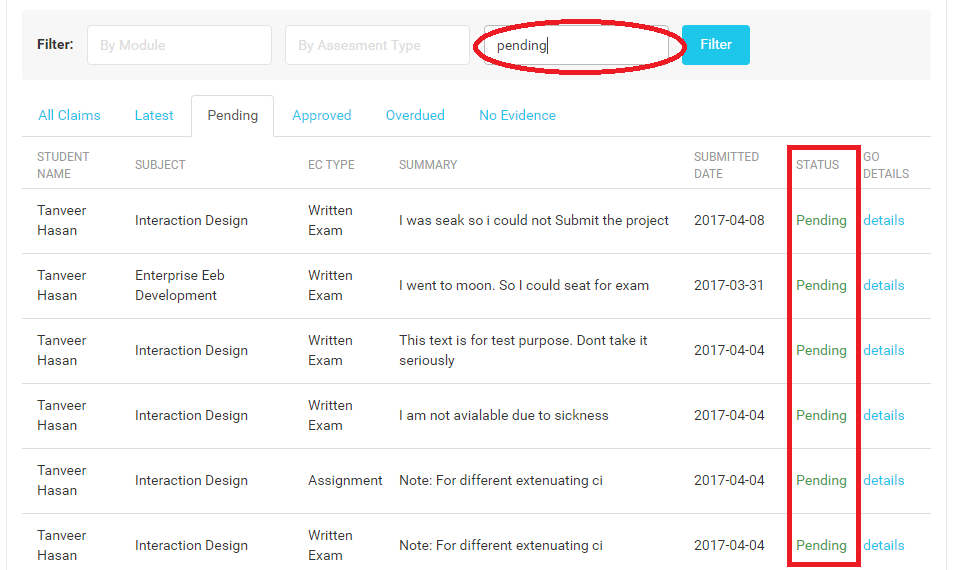 Filter: By Module By Assesment Type pending Filter
All Claims Latest Pending Approved Overdued No Evidence
STUDENT NAME SUBJECT EC TYPE SUMMARY SUBMITTED DATE STATUS GO DETAILS
Tanveer Hasan Interaction Design Written Exam I was seak so i could not Submit the project 2017-04-08 Pending details
Tanveer Hasan Enterprise Eeb Development Written Exam I went to moon. So I could seat for exam 2017-03-31 Pending details
Tanveer Hasan Interaction Design Written Exam This text is for test purpose. Dont take it seriously 2017-04-04 Pending details
Tanveer Hasan Interaction Design Written Exam I am not avialable due to sickness 2017-04-04 Pending details
Tanveer Hasan Interaction Design Assignment Note: For different extenuating ci 2017-04-04 Pending details
Tanveer Hasan Interaction Design Written Exam Note: For different extenuating ci 2017-04-04 Pending details